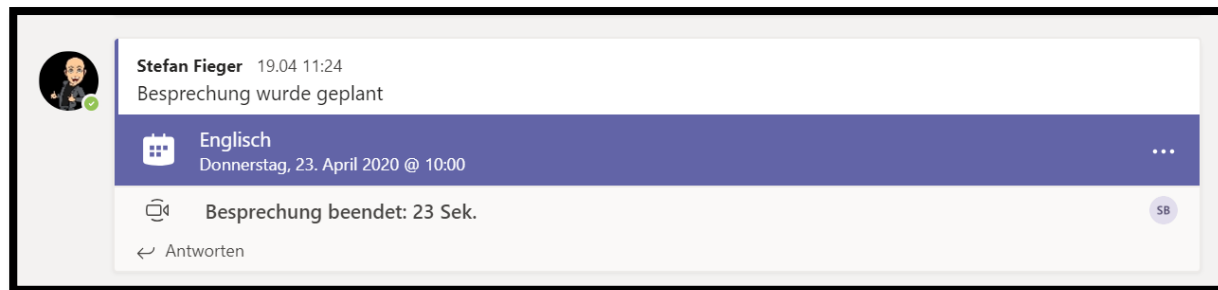 Stefan Fieger 19.04 11:24
Besprechung wurde geplant
Englisch
Donnerstag, 23. April 2020 @ 10:00
Besprechung beendet: 23 Sek.
SB
Antworten